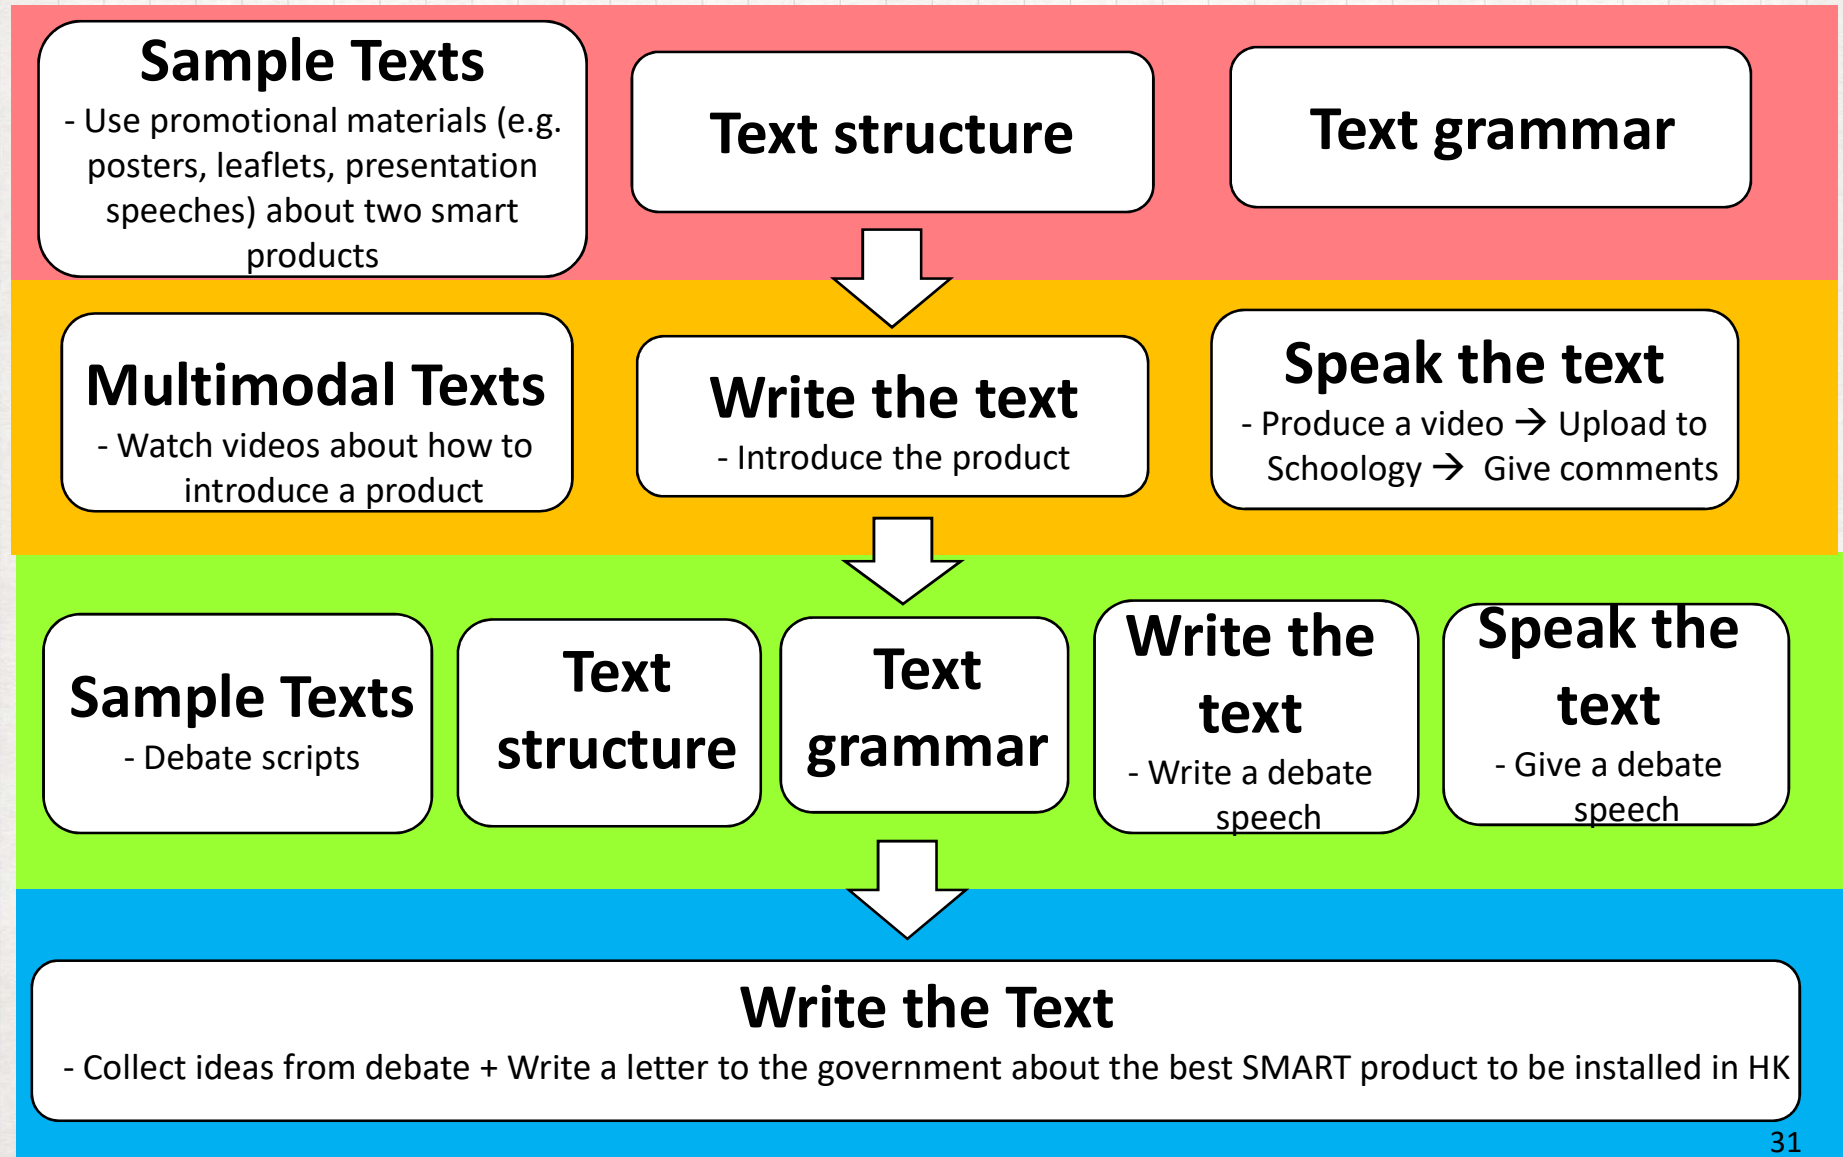 Sample Texts
- Use promotional materials (e.g.
posters, leaflets, presentation
speeches) about two smart
products
Text structure
Text grammar
Multimodal Texts
- Watch videos about how to
introduce a product
Write the text
- Introduce the product
Speak the text
- Produce a video → Upload to
Schoology → Give comments
Sample Texts
- Debate scripts
Text
structure
Text
grammar
Write the
text
- Write a debate
speech
Speak the
text
- Give a debate
speech
Write the Text
- Collect ideas from debate + Write a letter to the government about the best SMART product to be installed in HK
31